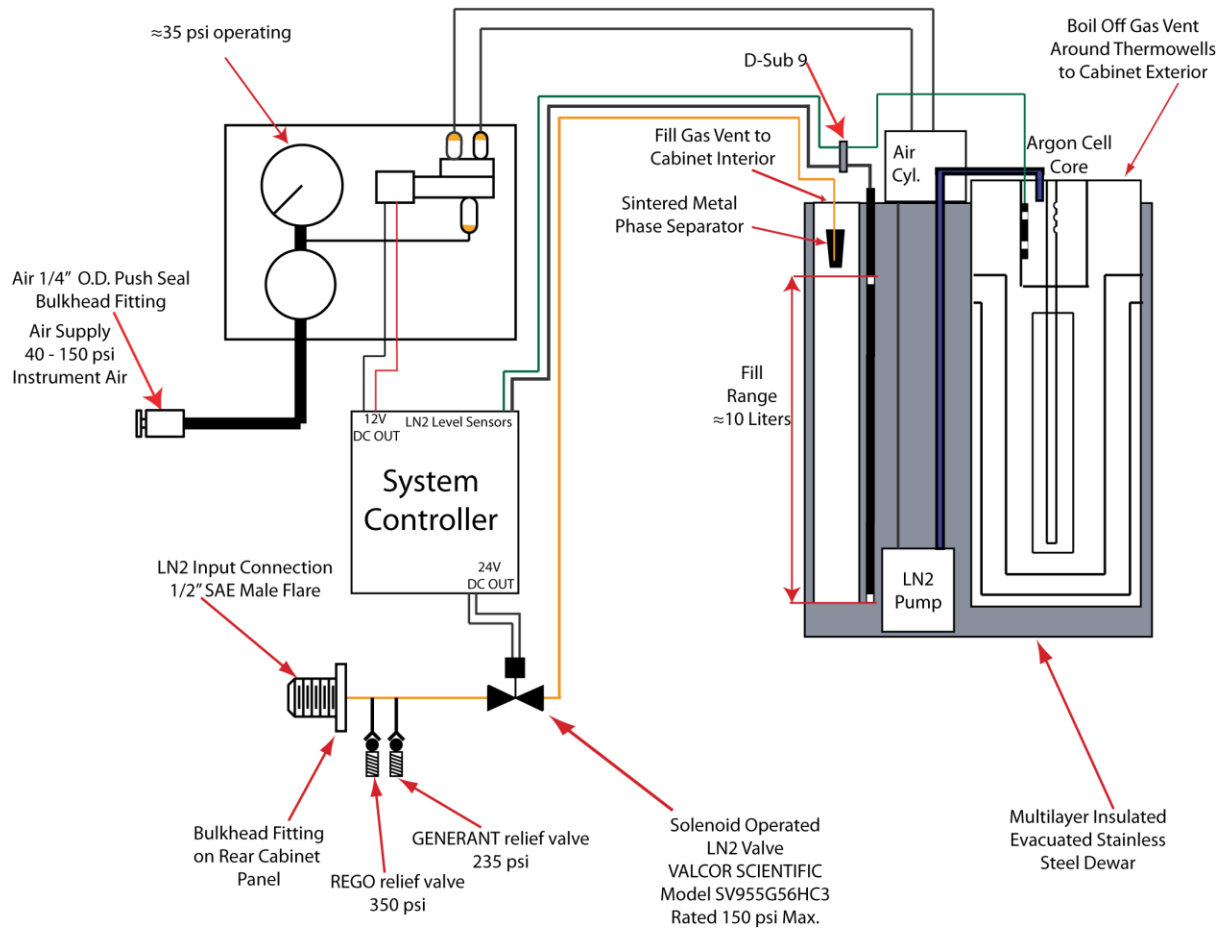 ≈35 psi operating
Boil Off Gas Vent
Around Thermowells
to Cabinet Exterior
D-Sub 9
Fill Gas Vent to
Cabinet Interior
Air
Cyl.
Argon Cell
Core
Sintered Metal
Phase Separator
Air 1/4” O.D. Push Seal
Bulkhead Fitting
Air Supply
40 - 150 psi
Instrument Air
Fill
Range
≈10 Liters
12V
DC OUT
LN2 Level Sensors
System
Controller
24V
DC OUT
LN2 Input Connection
1/2” SAE Male Flare
LN2
Pump
Bulkhead Fitting
on Rear Cabinet
Panel
REGO relief valve
350 psi
GENERANT relief valve
235 psi
Solenoid Operated
LN2 Valve
VALCOR SCIENTIFIC
Model SV955G56HC3
Rated 150 psi Max.
Multilayer Insulated
Evacuated Stainless
Steel Dewar